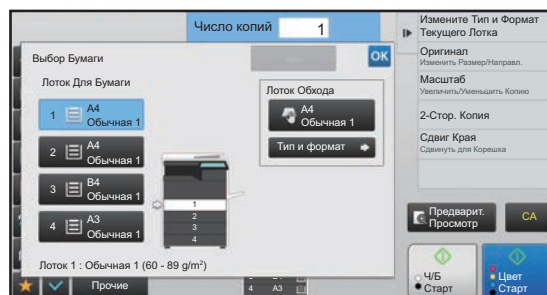 Число копий 1
Выбор Бумаги
OK
Лоток Для Бумаги
1 A4
Обычная 1
2 A4
Обычная 1
3 B4
Обычная 1
4 A3
Обычная 1
1
2
3
4
Лоток Обхода
A4
Обычная 1
Тип и формат
Лоток 1 : Обычная 1 (60 - 89 g/m²)
Прочие
4 A3
Измените Тип и Формат
Текущего Лотка
Оригинал
Изменить Размер/Направл.
Масштаб
Увеличить/Уменьшить Копию
2-Стор. Копия
Сдвиг Края
Сдвинуть для Корешка
Предварит.
Просмотр
CA
Ч/Б
Старт
Цвет
Старт